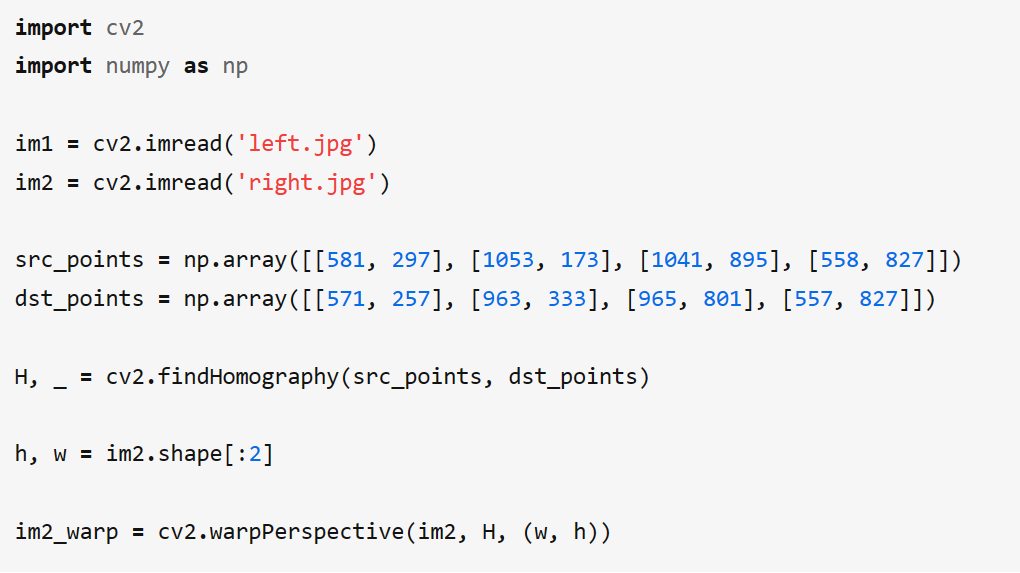 import cv2
import numpy as np
im1 = cv2.imread('left.jpg')
im2 = cv2.imread('right.jpg')
src_points = np.array([[581, 297], [1053, 173], [1041, 895], [558, 827]])
dst_points = np.array([[571, 257], [963, 333], [965, 801], [557, 827]])
H, _ = cv2.findHomography(src_points, dst_points)
h, w = im2.shape[:2]
im2_warp = cv2.warpPerspective(im2, H, (w, h))